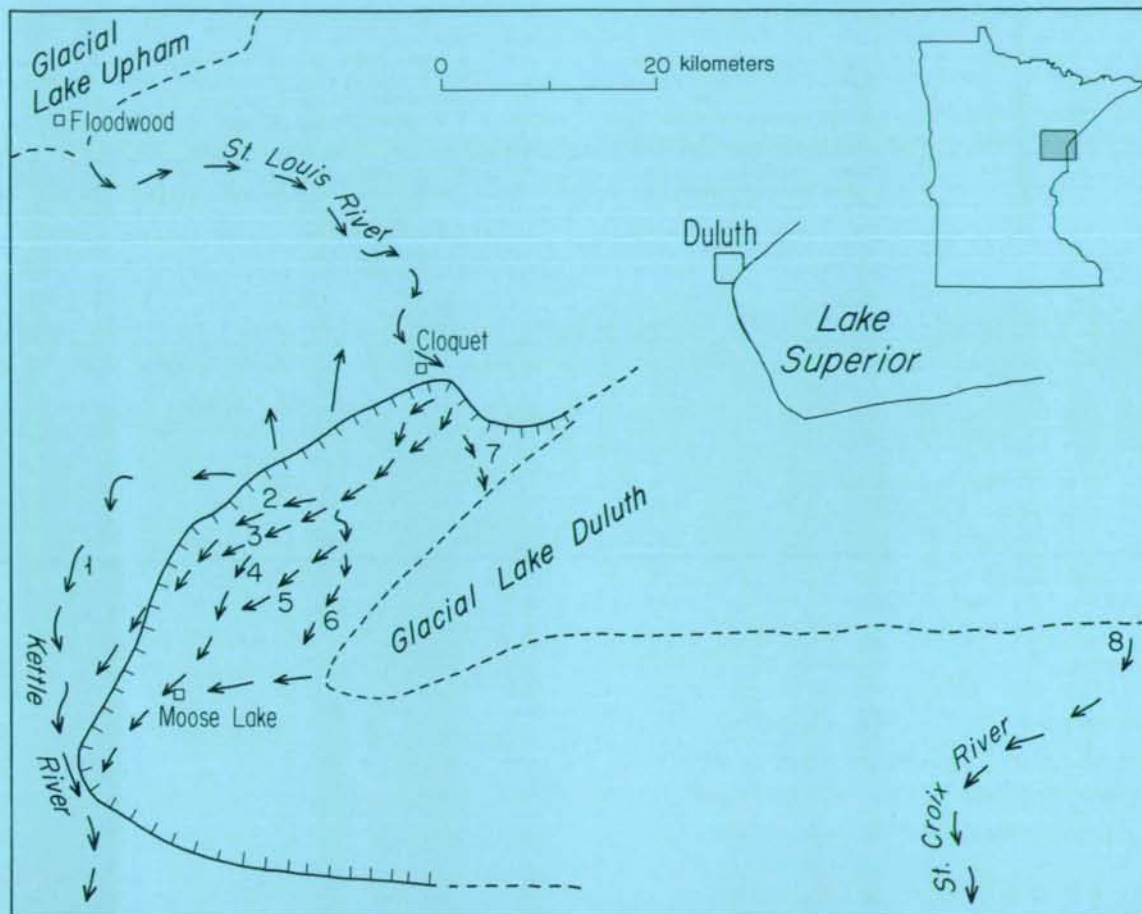 Glacial
Lake Upham
Floodwood
0 20 kilometers
St. Louis River
Duluth
Lake
Superior
Cloquet
7
2
3
4
5
6
1
Glacial Lake Duluth
8
Kettle River
Moose Lake
St. Croix River